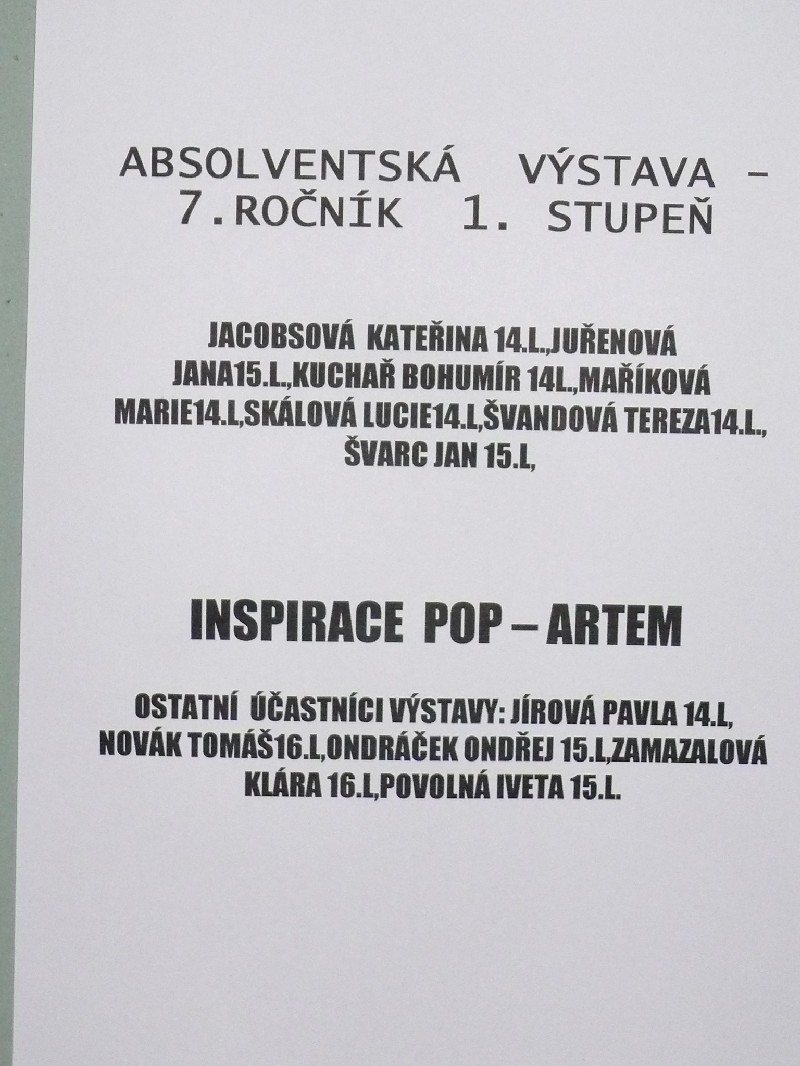 ABSOLVENTSKÁ VÝSTAVA –
7.ROČNÍK 1. STUPEŇ
JACOBSOVÁ KATEŘINA 14.L.,JUŘENOVÁ
JANA15.L.,KUCHAŘ BOHUMÍR 14L.,MAŘÍKOVÁ
MARIE14.L,SKÁLOVÁ LUCIE14.L,ŠVANDOVÁ TEREZA14.L.,
ŠVARC JAN 15.L,
INSPIRACE POP – ARTEM
OSTATNÍ ÚČASTNÍCI VÝSTAVY: JÍROVÁ PAVLA 14.L,
NOVÁK TOMÁŠ16.L,ONDRÁČEK ONDŘEJ 15.L,ZAMAZALOVÁ
KLÁRA 16.L,POVOLNÁ IVETA 15.L.